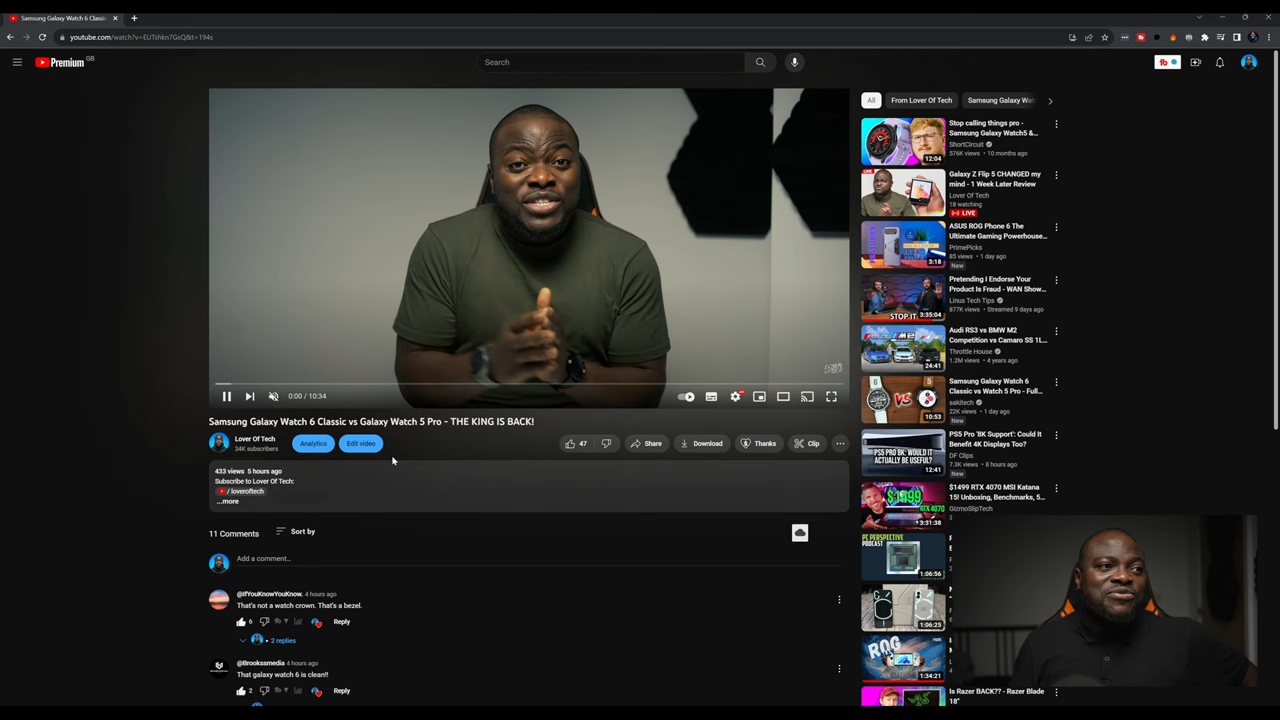 Samsung Galaxy Watch 6 Classic
youtube.com/watch?v=EUTshkn7GsQ&t=194s
Premium
GB
Search
All
From Lover Of Tech
Samsung Galaxy Wat
Stop calling things pro -
Samsung Galaxy Watch5 &...
ShortCircuit
576K views • 10 months ago
12:04
LIVE
Galaxy Z Flip 5 CHANGED my
mind - 1 Week Later Review
Lover Of Tech
18 watching
LIVE
ASUS ROG Phone 6 The
Ultimate Gaming Powerhouse...
PrimePicks
85 views • 1 day ago
New
3:18
Pretending I Endorse Your
Product Is Fraud - WAN Show...
Linus Tech Tips
877K views • Streamed 9 days ago
STOP IT
3:35:04
Audi RS3 vs BMW M2
Competition vs Camaro SS 1L...
Throttle House
1.2M views • 4 years ago
24:41
Samsung Galaxy Watch 6
Classic vs Watch 5 Pro - Full...
sakitech
22K views • 1 day ago
6
VS
5
10:53
PS5 Pro '8K Support': Could It
Benefit 4K Displays Too?
DF Clips
7.3K views • 8 hours ago
New
PS5 PRO 8K: WOULD IT
ACTUALLY BE USEFUL?
12:41
$1499 RTX 4070 MSI Katana
15! Unboxing, Benchmarks, 5...
GizmoSlipTech
$1499
3:31:38
PC PERSPECTIVE
PODCAST
1:06:56
1:06:25
ROG
1:34:21
Is Razer BACK?? - Razer Blade
18"
0:00 / 10:34
Samsung Galaxy Watch 6 Classic vs Galaxy Watch 5 Pro - THE KING IS BACK!
Lover Of Tech
34K subscribers
Analytics
Edit video
47
Share
Download
Thanks
Clip
433 views 5 hours ago
Subscribe to Lover Of Tech:
/ loveroftech
...more
11 Comments
Sort by
Add a comment...
@IfYouKnowYouKnow. 4 hours ago
That's not a watch crown. That's a bezel.
6
Reply
2 replies
@Brookssmedia 4 hours ago
That galaxy watch 6 is clean!!
2
Reply